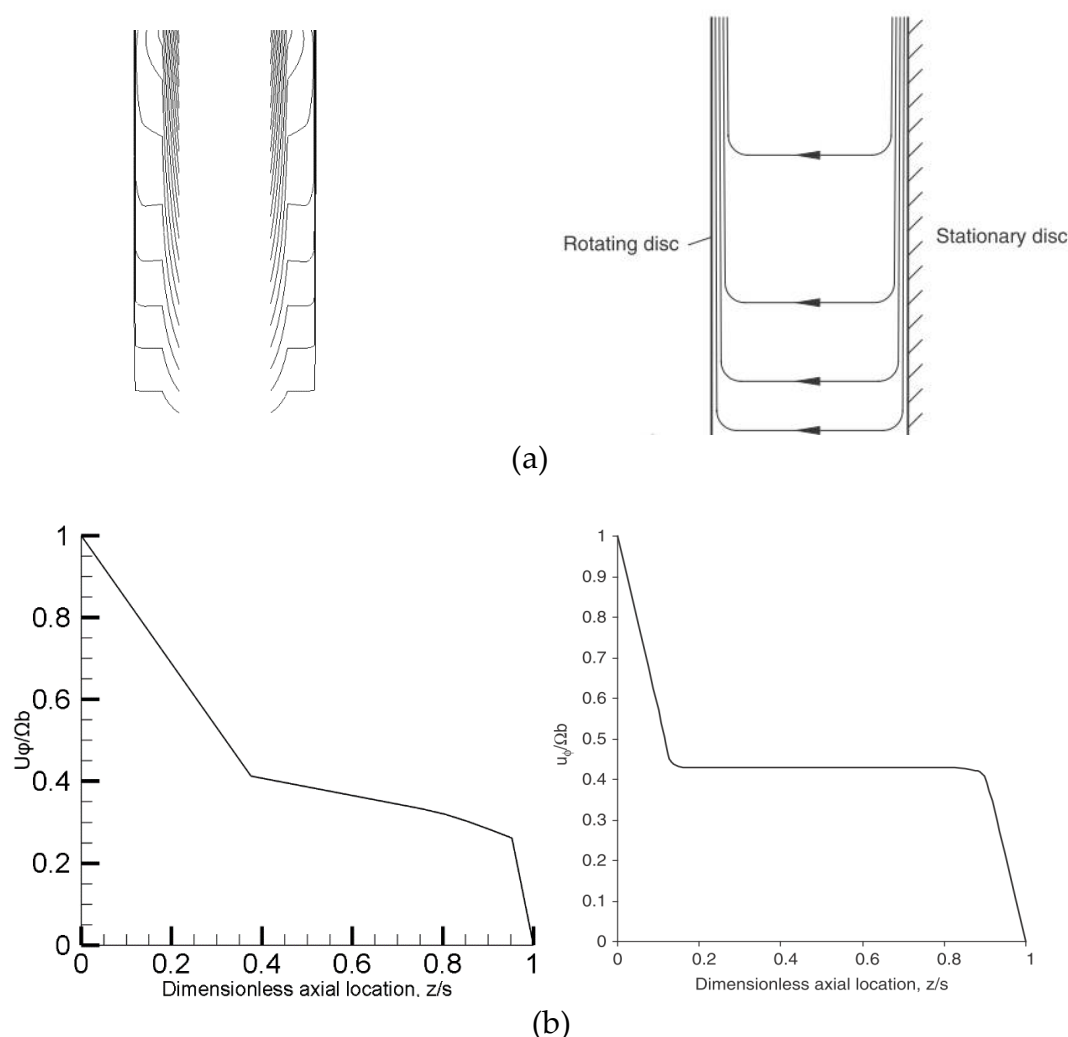 Rotating disc
Stationary disc
(a)
1
0.8
0.6
0.4
0.2
0
Uφ/Ωb
0 0.2 0.4 0.6 0.8 1
Dimensionless axial location, z/s
1
0.9
0.8
0.7
0.6
0.5
0.4
0.3
0.2
0.1
0
uϕ/Ωb
0 0.2 0.4 0.6 0.8 1
Dimensionless axial location, z/s
(b)